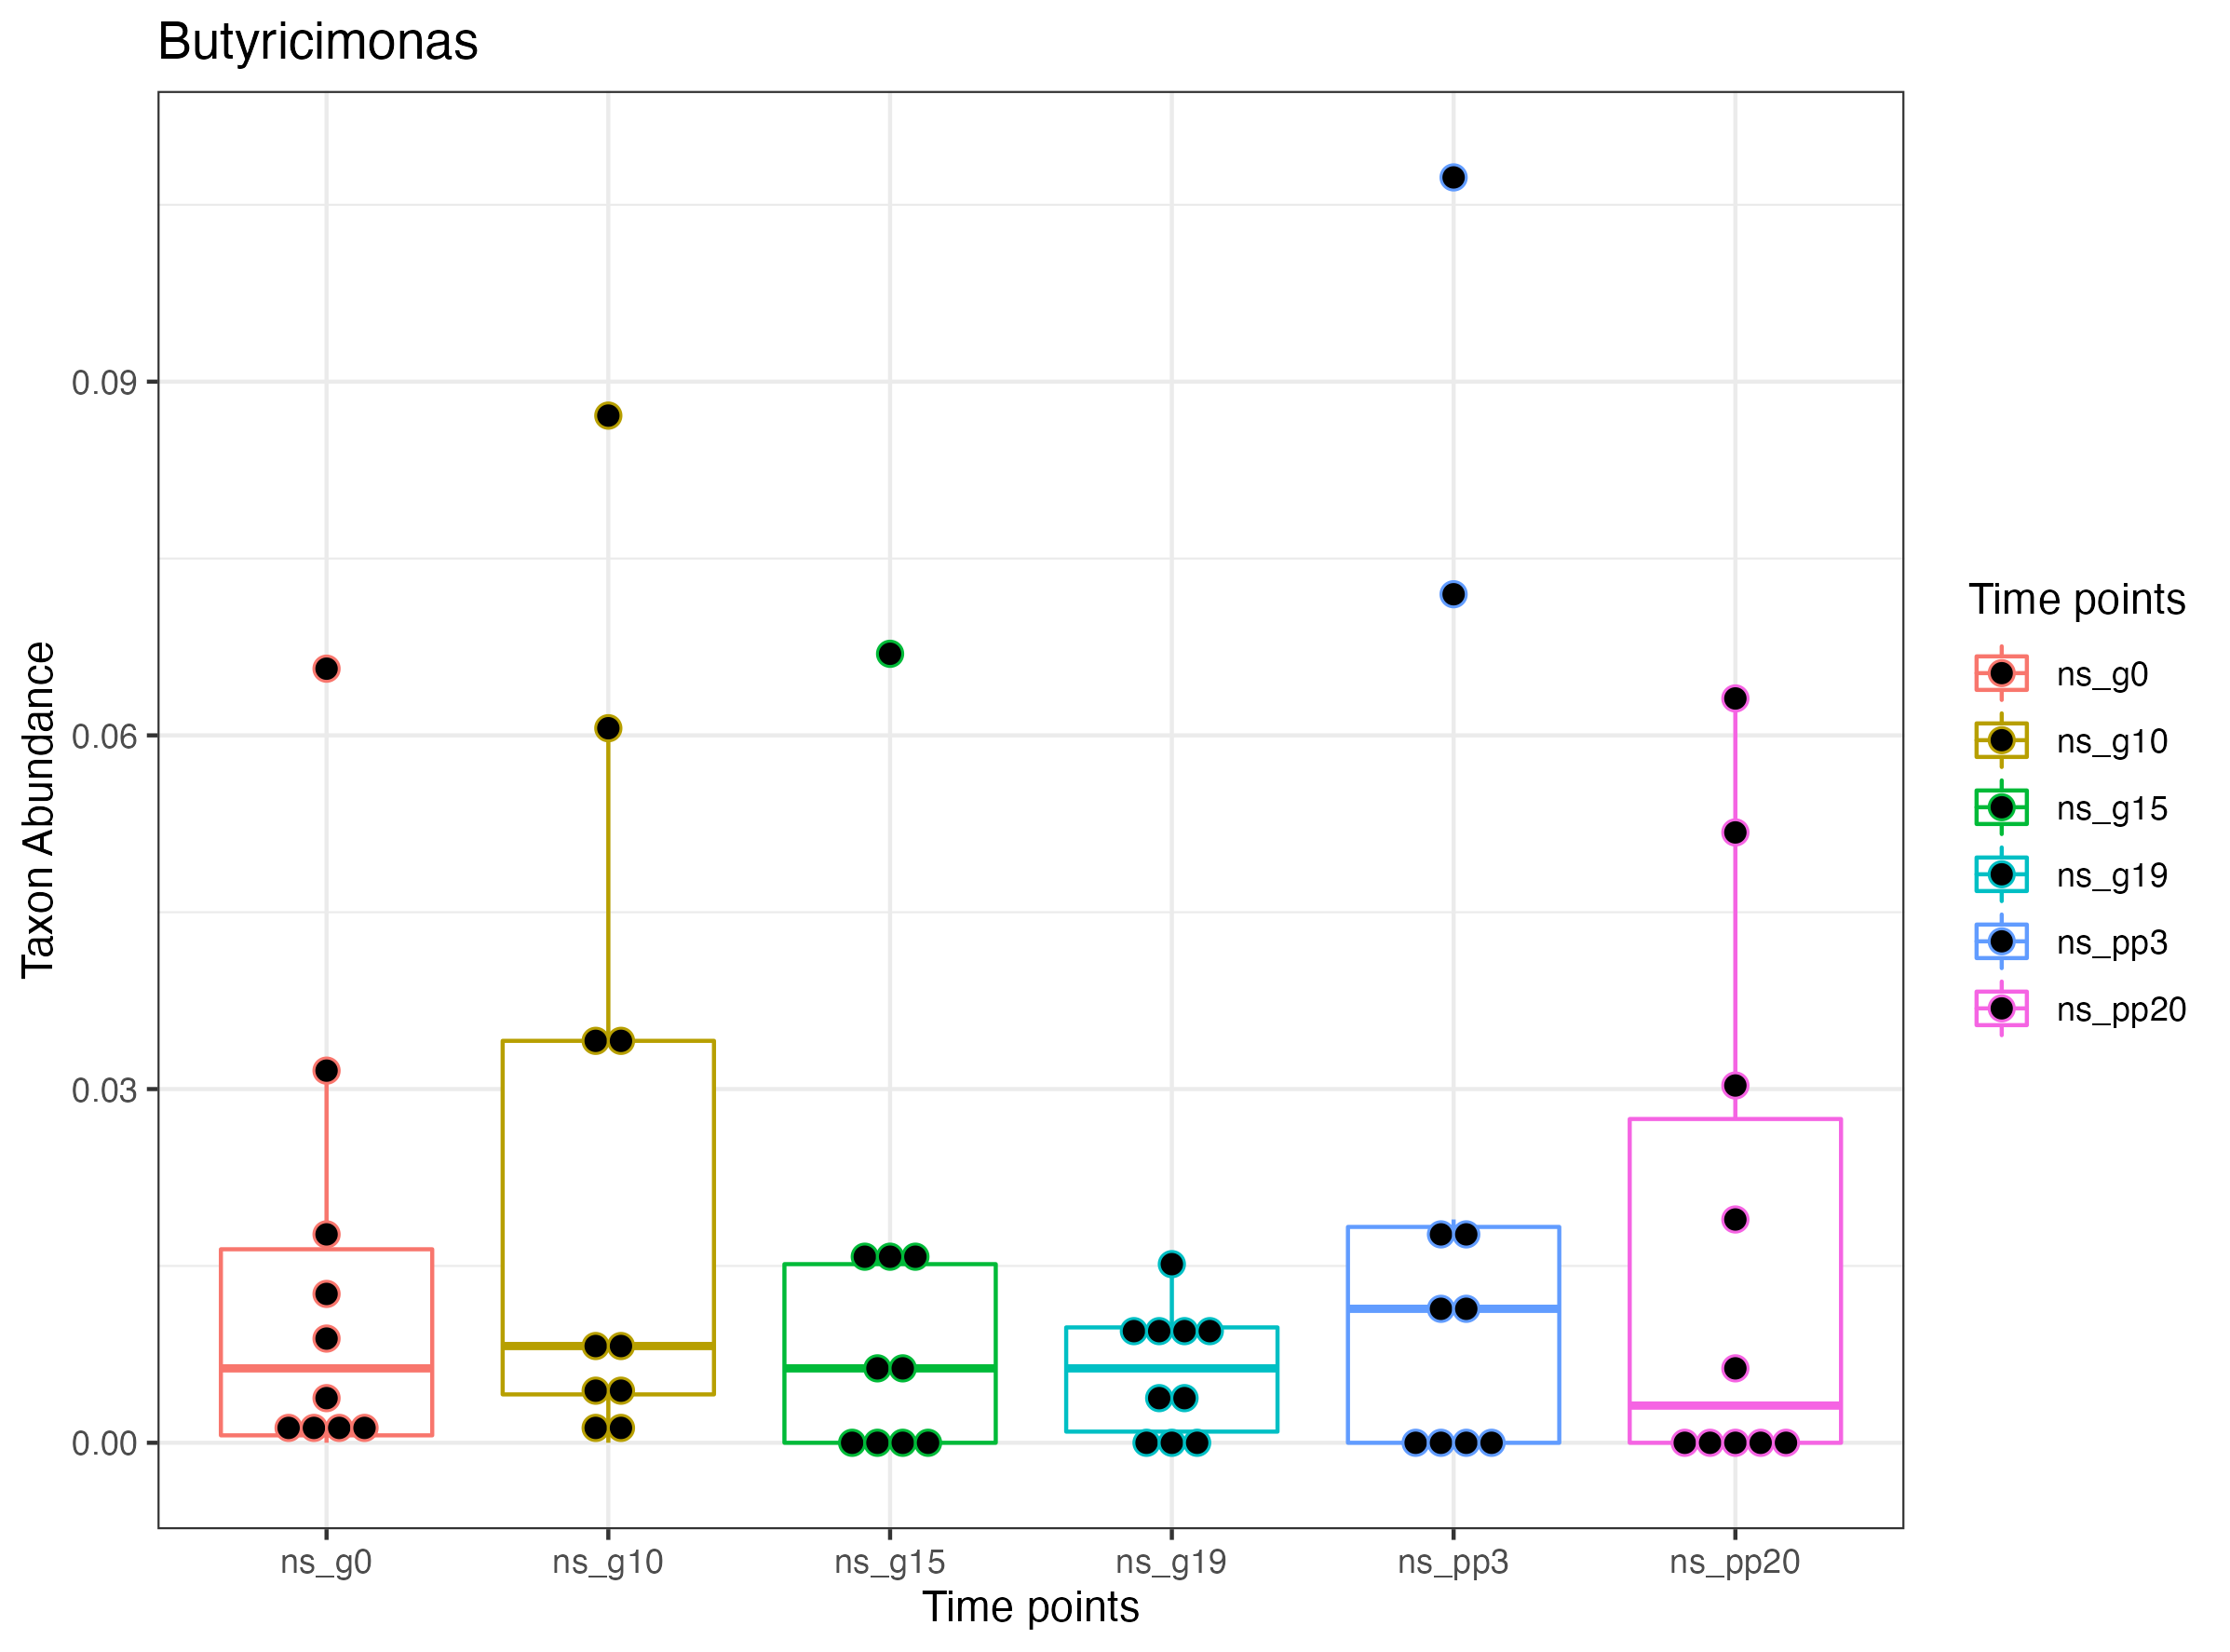 Butyricimonas
Taxon Abundance
0.09
0.06
0.03
0.00
ns_g0
ns_g10
ns_g15
ns_g19
ns_pp3
ns_pp20
Time points
Time points
ns_g0
ns_g10
ns_g15
ns_g19
ns_pp3
ns_pp20